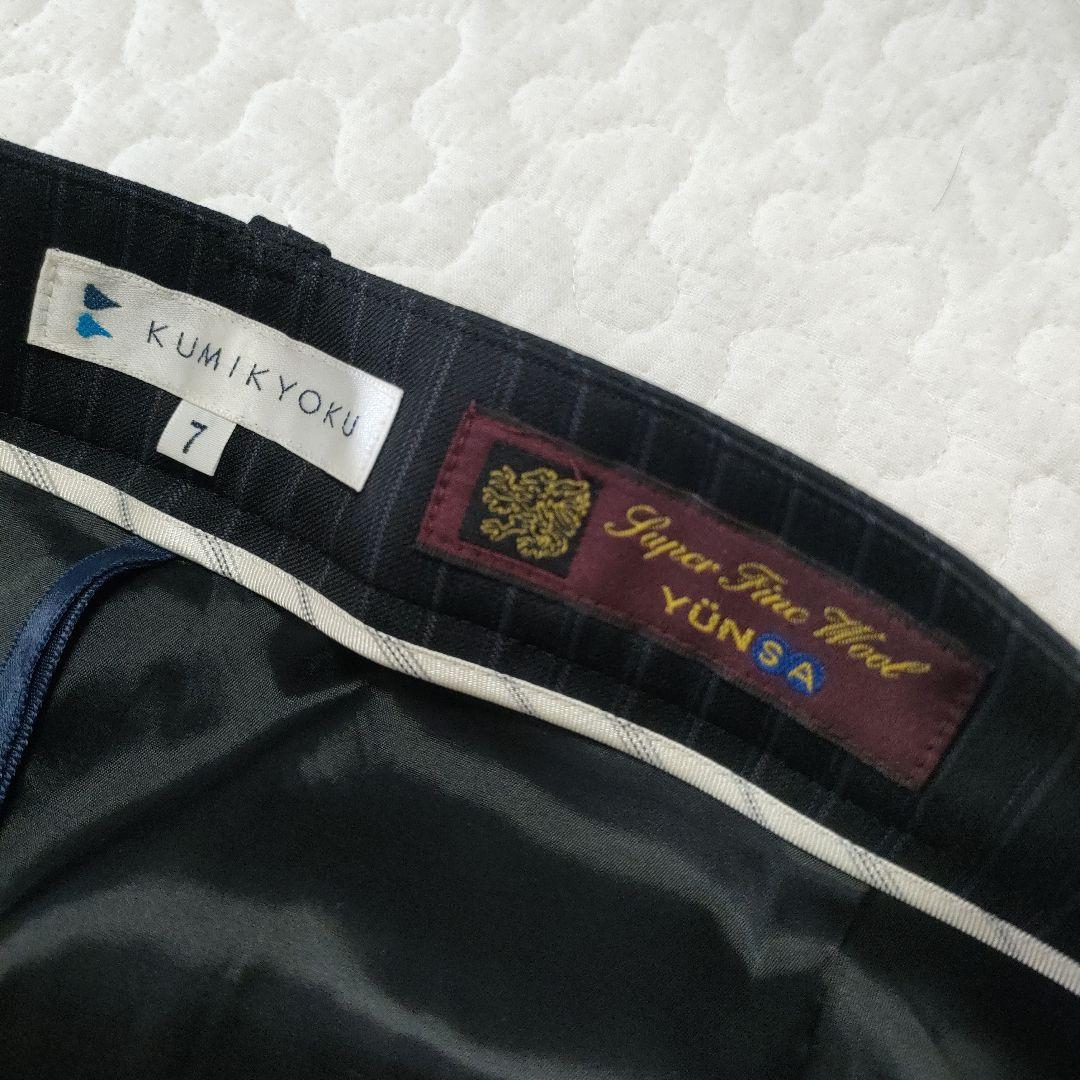 KUMIKYOKU
7
Super Fine Wool
YÜNSA